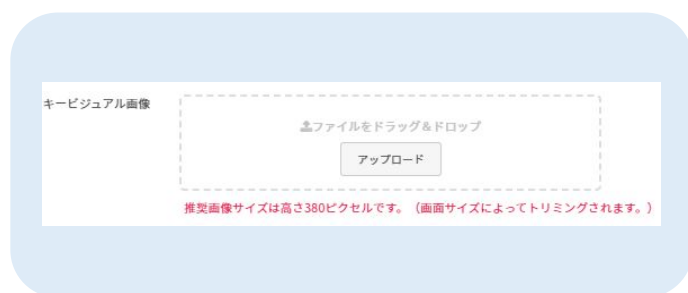 キービジュアル画像
ファイルをドラッグ&ドロップ
アップロード
推奨画像サイズは高さ380ピクセルです。（画面サイズによってトリミングされます。）